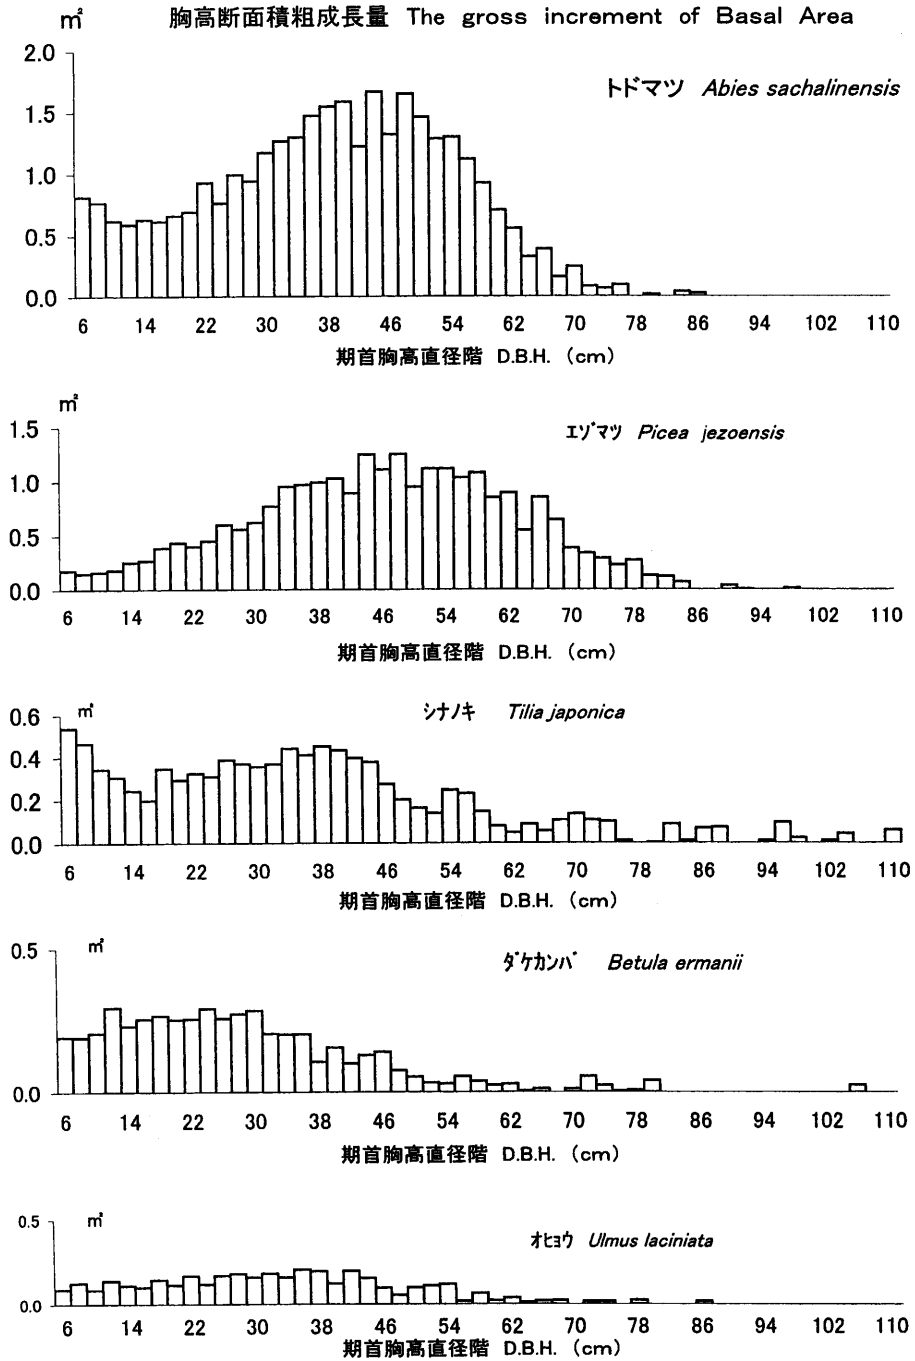 胸高断面積粗成長量 The gross increment of Basal Area
㎡
トドマツ Abies sachalinensis
2.0
1.5
1.0
0.5
0.0
6 14 22 30 38 46 54 62 70 78 86 94 102 110
期首胸高直径階 D.B.H. (cm)
㎡
エゾマツ Picea jezoensis
1.5
1.0
0.5
0.0
6 14 22 30 38 46 54 62 70 78 86 94 102 110
期首胸高直径階 D.B.H. (cm)
㎡
シナノキ Tilia japonica
0.6
0.4
0.2
0.0
6 14 22 30 38 46 54 62 70 78 86 94 102 110
期首胸高直径階 D.B.H. (cm)
㎡
ダケカンバ Betula ermanii
0.5
0.0
6 14 22 30 38 46 54 62 70 78 86 94 102 110
期首胸高直径階 D.B.H. (cm)
㎡
オヒョウ Ulmus laciniata
0.5
0.0
6 14 22 30 38 46 54 62 70 78 86 94 102 110
期首胸高直径階 D.B.H. (cm)